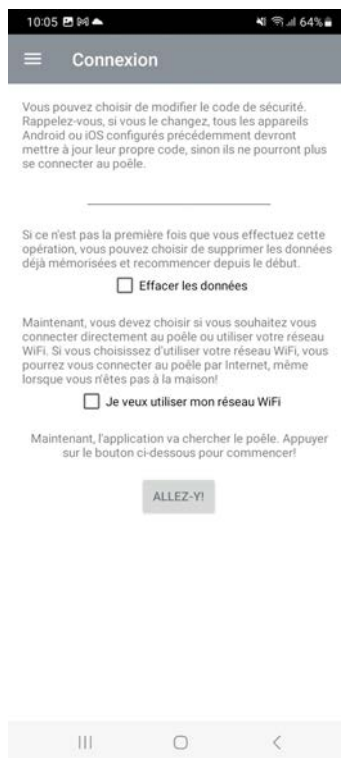 10:05
64%
Connexion
Vous pouvez choisir de modifier le code de sécurité.
Rappelez-vous, si vous le changez, tous les appareils
Android ou iOS configurés précédemment devront
mettre à jour leur propre code, sinon ils ne pourront plus
se connecter au poêle.
Si ce n'est pas la première fois que vous effectuez cette
opération, vous pouvez choisir de supprimer les données
déjà mémorisées et recommencer depuis le début.
Effacer les données
Maintenant, vous devez choisir si vous souhaitez vous
connecter directement au poêle ou utiliser votre réseau
WiFi. Si vous choisissez d'utiliser votre réseau WiFi, vous
pourrez vous connecter au poêle par Internet, même
lorsque vous n'êtes pas à la maison!
Je veux utiliser mon réseau WiFi
Maintenant, l'application va chercher le poêle. Appuyer
sur le bouton ci-dessous pour commencer!
ALLEZ-Y!